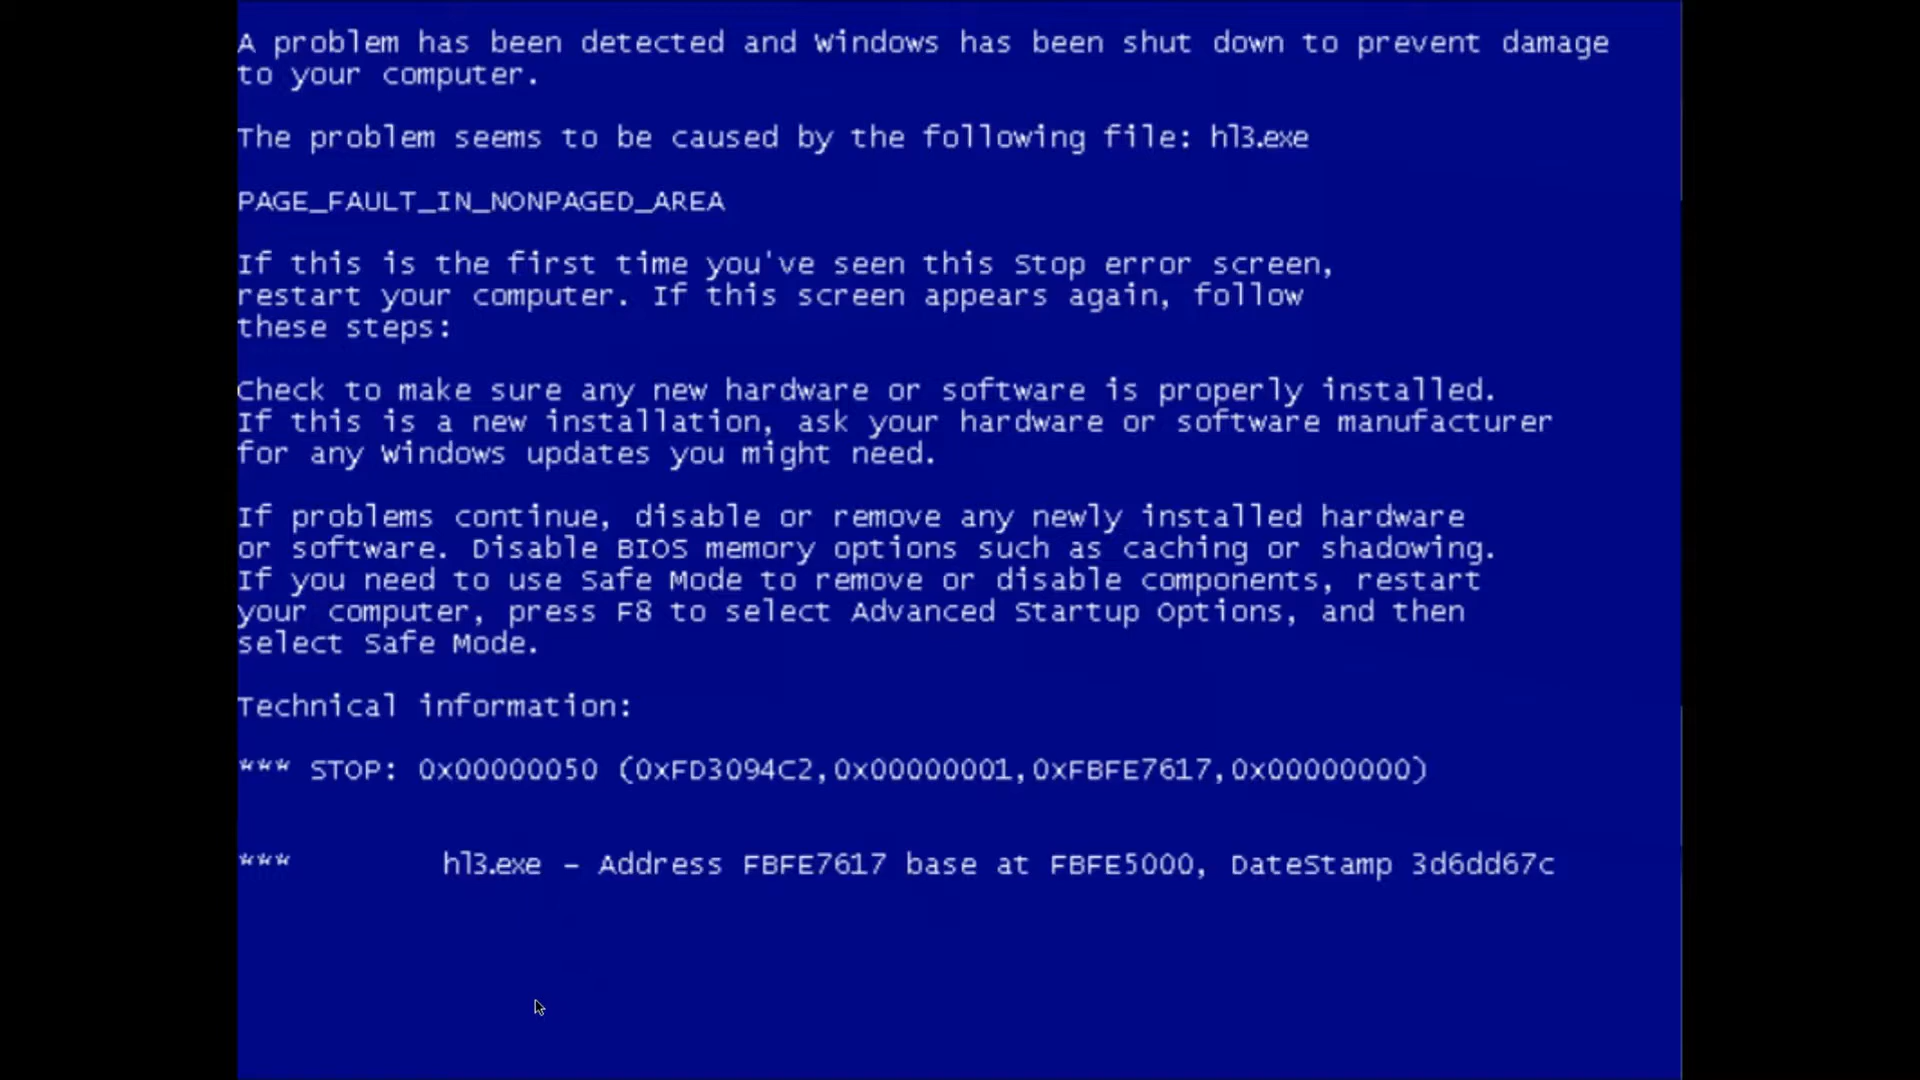 A problem has been detected and Windows has been shut down to prevent damage
to your computer.
The problem seems to be caused by the following file: hl3.exe
PAGE_FAULT_IN_NONPAGED_AREA
If this is the first time you've seen this Stop error screen,
restart your computer. If this screen appears again, follow
these steps:
Check to make sure any new hardware or software is properly installed.
If this is a new installation, ask your hardware or software manufacturer
for any Windows updates you might need.
If problems continue, disable or remove any newly installed hardware
or software. Disable BIOS memory options such as caching or shadowing.
If you need to use Safe Mode to remove or disable components, restart
your computer, press F8 to select Advanced Startup Options, and then
select Safe Mode.
Technical information:
*** STOP: 0x00000050 (0xFD3094C2,0x00000001,0xFBFE7617,0x00000000)
*** hl3.exe – Address FBFE7617 base at FBFE5000, DateStamp 3d6dd67c